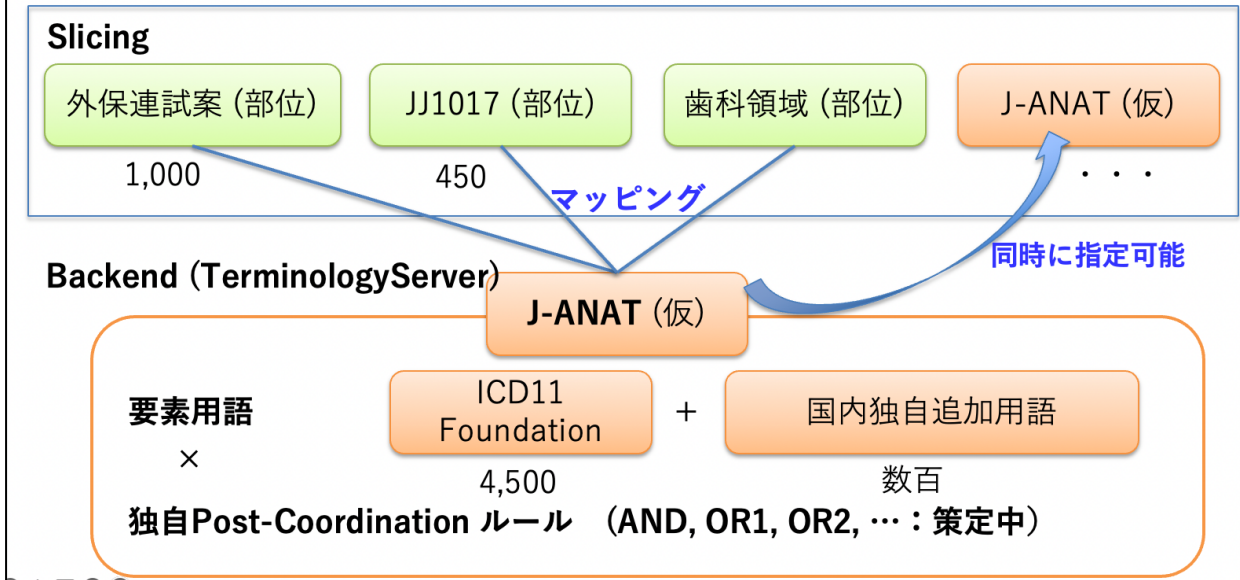 Slicing
外保連試案（部位）
JJ1017（部位）
歯科領域（部位）
J-ANAT（仮）
1,000
450
・・・
マッピング
同時に指定可能
Backend（TerminologyServer）
J-ANAT（仮）
要素用語
ICD11
Foundation
+
国内独自追加用語
×
4,500
数百
独自Post-Coordination ルール （AND, OR1, OR2, …：策定中）